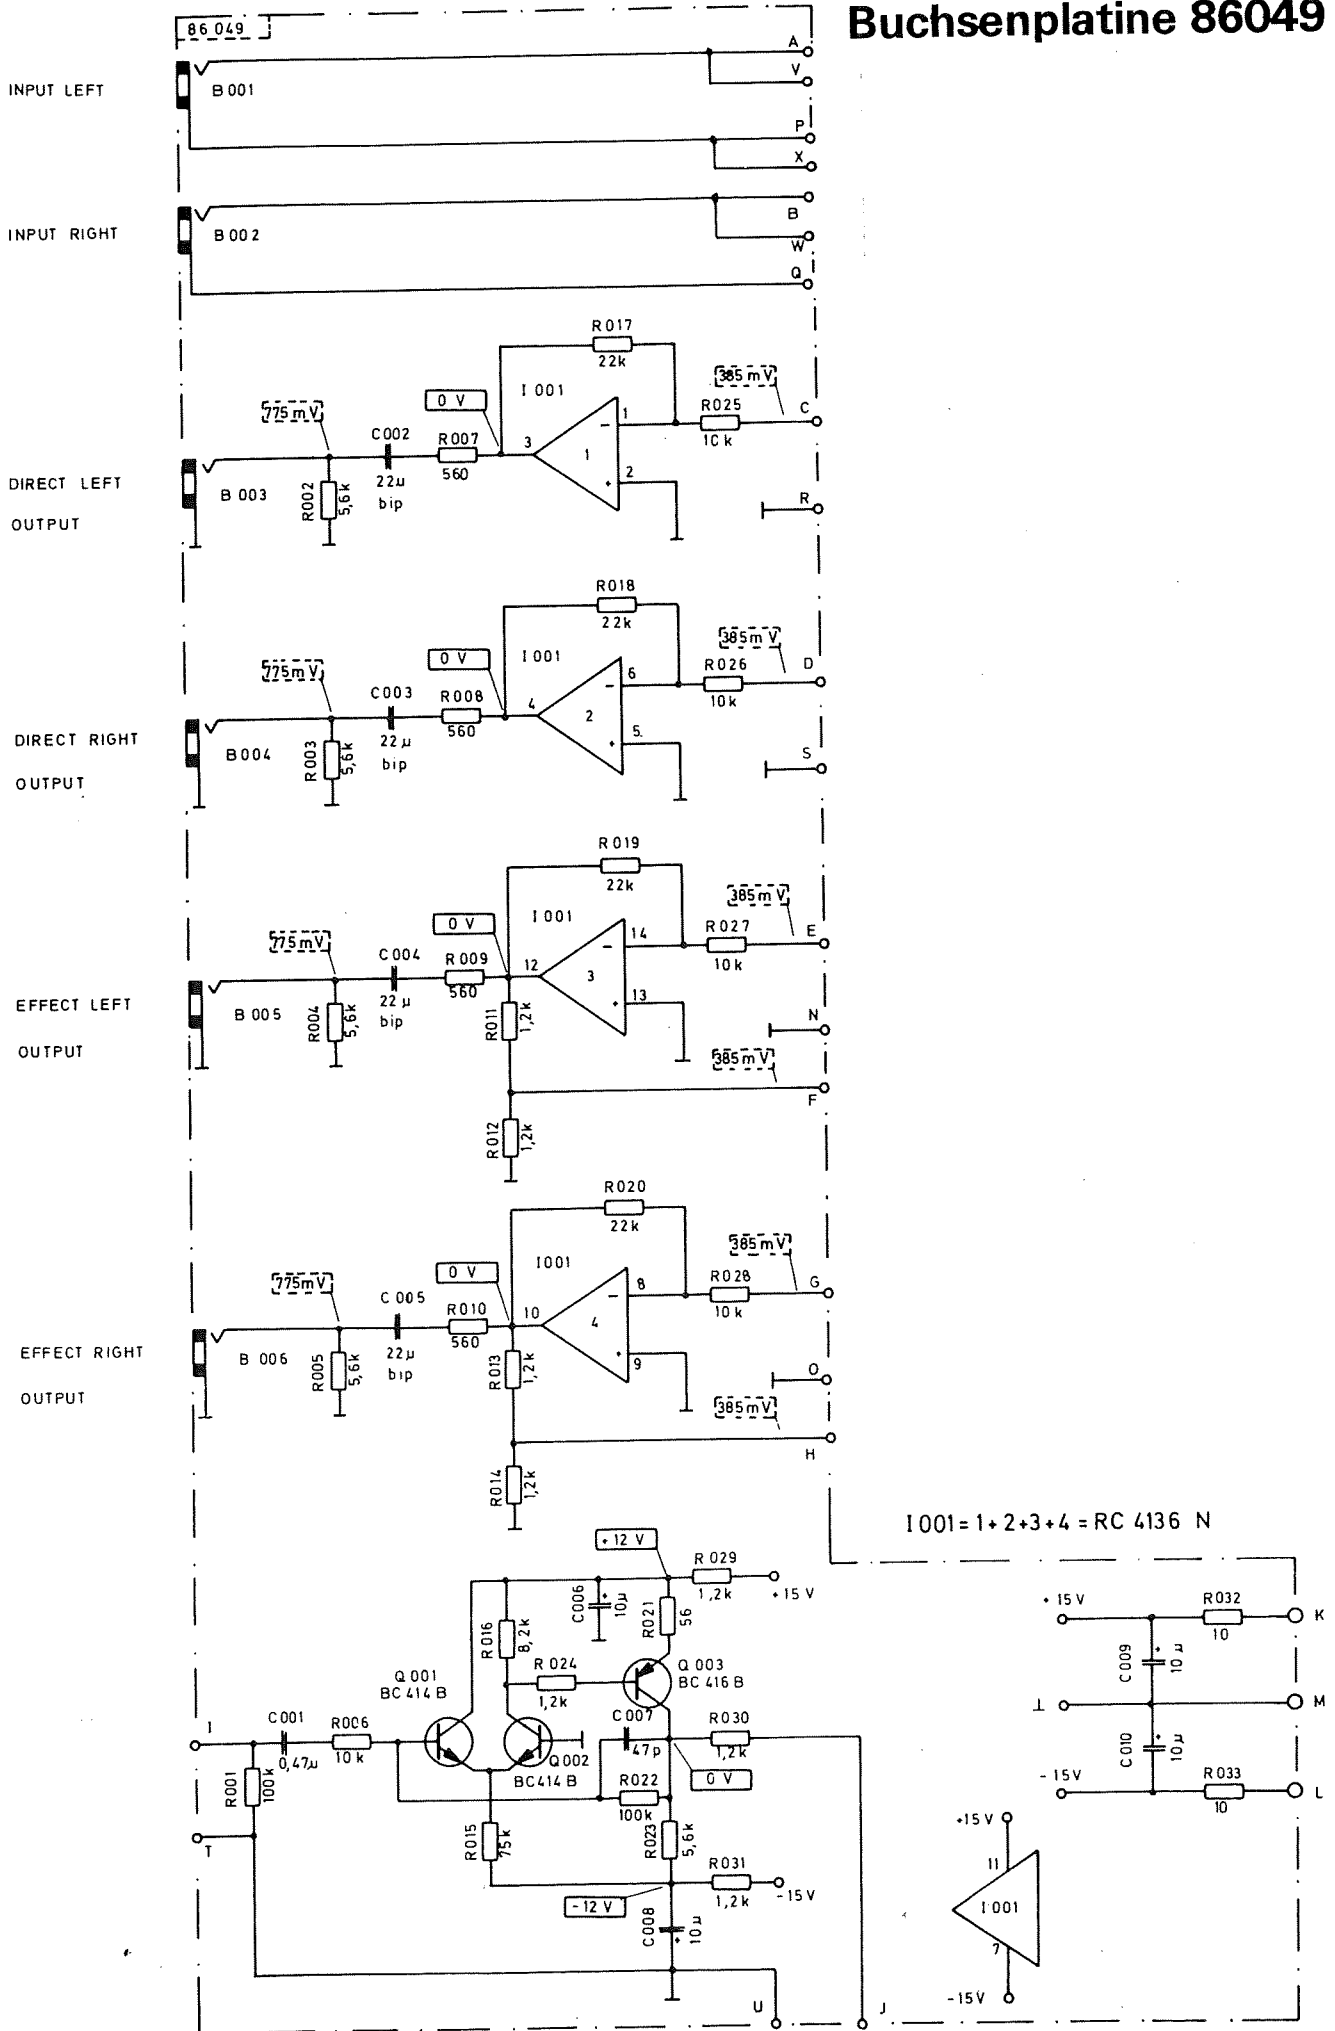 Buchsenplatine 86049
86 049
A
V
INPUT LEFT
B 001
P
X
B
INPUT RIGHT
B 002
W
Q
R 017
22k
I 001
385 mV
0 V
R 025
C
775 mV
C 002
R 007
3
1
1
10 k
DIRECT LEFT
OUTPUT
B 003
R 002
5,6k
22µ
bip
560
2
R
R 018
22k
I 001
385 mV
0 V
R 026
D
775 mV
C 003
R 008
4
2
6
10 k
DIRECT RIGHT
OUTPUT
B 004
R 003
5,6k
22 µ
bip
560
5
S
R 019
22k
I 001
385 mV
0 V
R 027
E
775 mV
C 004
R 009
12
3
14
10 k
EFFECT LEFT
OUTPUT
B 005
R 004
5,6k
22 µ
bip
560
R 011
1,2k
13
N
385 mV
F
R 012
1,2k
R 020
22k
I 001
385 mV
0 V
R 028
G
775 mV
C 005
R 010
10
4
8
10 k
EFFECT RIGHT
OUTPUT
B 006
R 005
5,6k
22µ
bip
560
R 013
1,2k
9
O
385 mV
H
R 014
1,2k
I 001 = 1 + 2 + 3 + 4 = RC 4136 N
+ 12 V
R 029
1,2k
+ 15 V
C 006
+
10µ
R 021
56
R 016
8,2k
Q 001
BC 414 B
R 024
1,2k
Q 003
BC 416 B
I
C 001
0,47µ
R 006
10 k
Q 002
BC 414 B
C 007
47 p
R 030
1,2k
0 V
R 001
100k
R 022
100k
T
R 015
75k
R 023
5,6k
R 031
1,2k
- 15 V
- 12 V
C 008
+
10 µ
U
J
+ 15 V
R 032
10
K
C 009
+
10 µ
⊥
M
C 010
+
10µ
- 15V
R 033
10
L
+15 V
11
I 001
7
-15 V